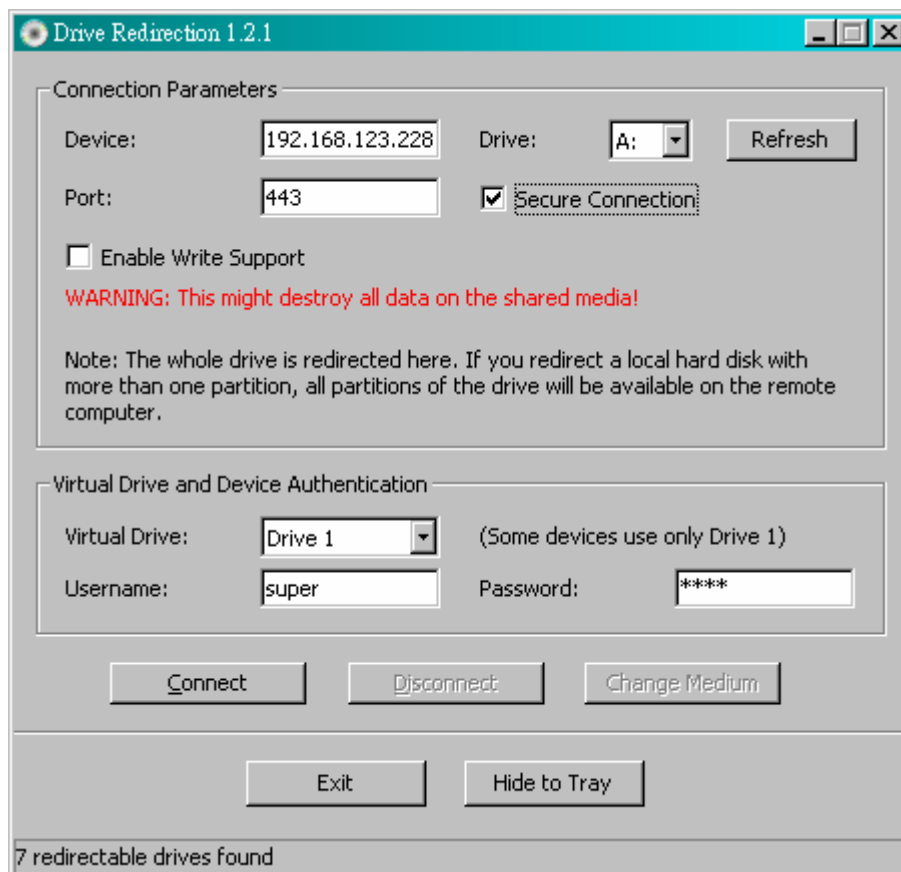 Drive Redirection 1.2.1
Connection Parameters
Device: 192.168.123.228 Drive: A: Refresh
Port: 443 Secure Connection
Enable Write Support
WARNING: This might destroy all data on the shared media!
Note: The whole drive is redirected here. If you redirect a local hard disk with
more than one partition, all partitions of the drive will be available on the remote
computer.
Virtual Drive and Device Authentication
Virtual Drive: Drive 1 (Some devices use only Drive 1)
Username: super Password: ****
Connect Disconnect Change Medium
Exit Hide to Tray
7 redirectable drives found